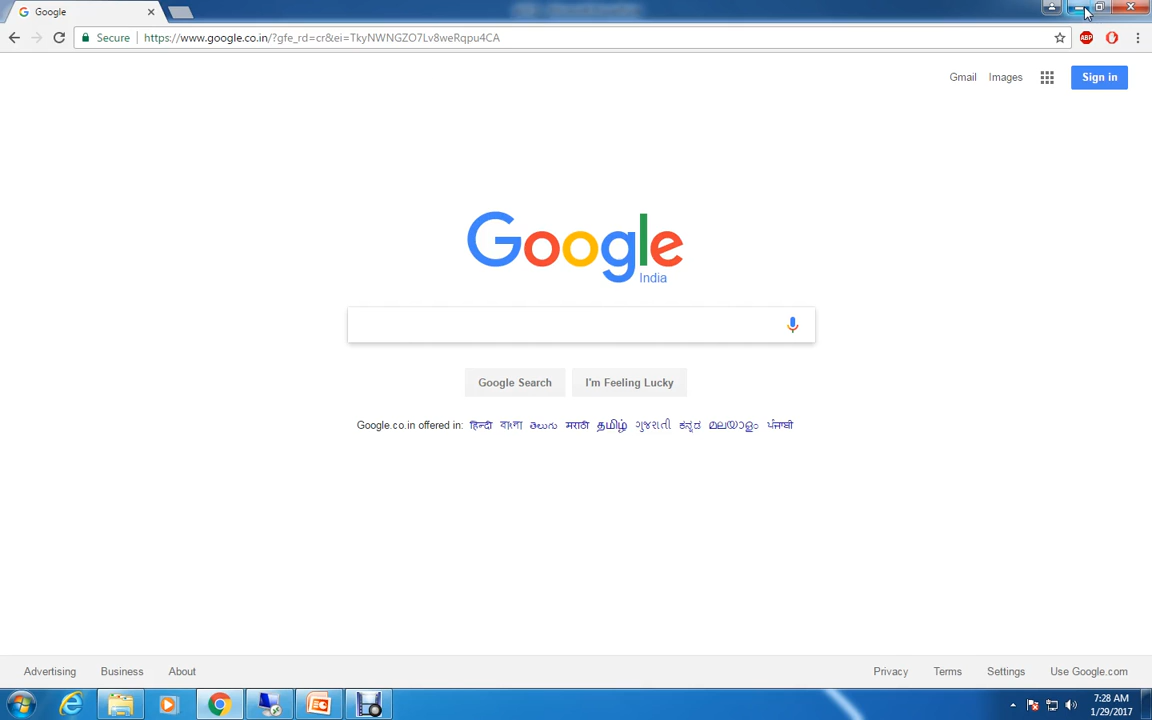 Google
Secure https://www.google.co.in/?gfe_rd=cr&ei=TkyNWNGZO7Lv8weRqpu4CA ABP
Gmail Images Sign in
Google
India
Google Search I'm Feeling Lucky
Google.co.in offered in: हिन्दी বাংলা తెలుగు मराठी தமிழ் ગુજરાતી ಕನ್ನಡ മലയാളം ਪੰਜਾਬੀ
Advertising Business About Privacy Terms Settings Use Google.com
7:28 AM
1/29/2017